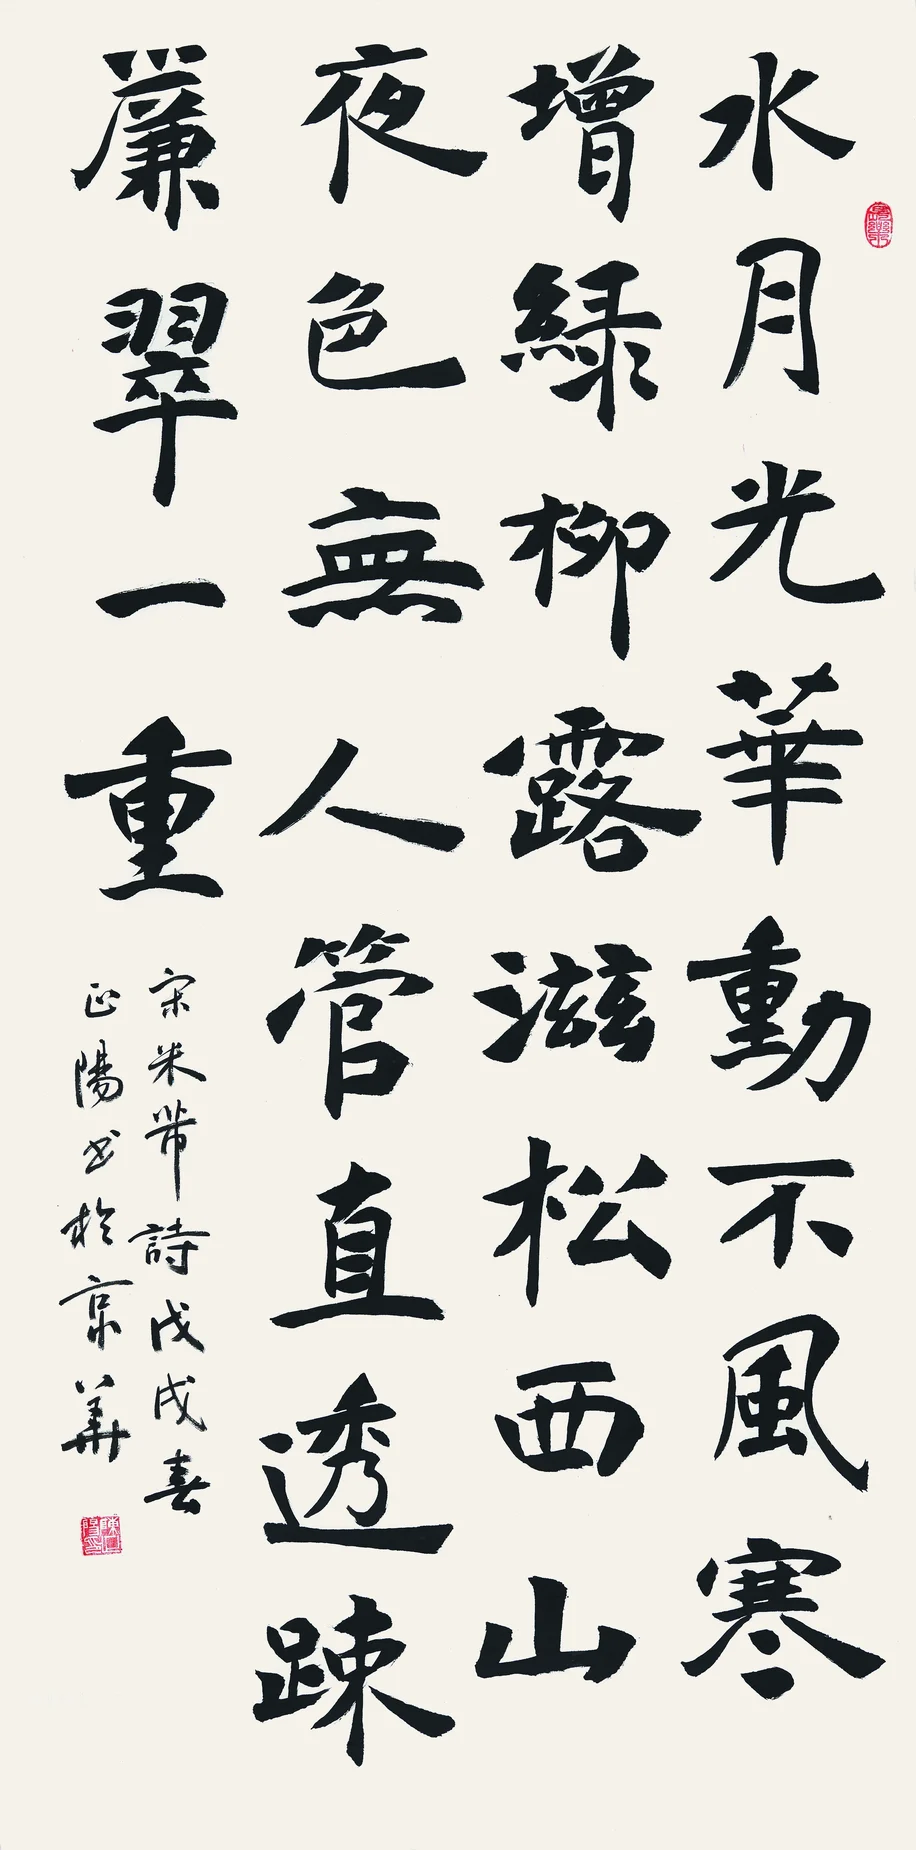 水月光華動不風寒
增綠柳露滋松西山
夜色無人管直透踈
簾翠一重
宋米芾詩戊戌春
正陽书於京華